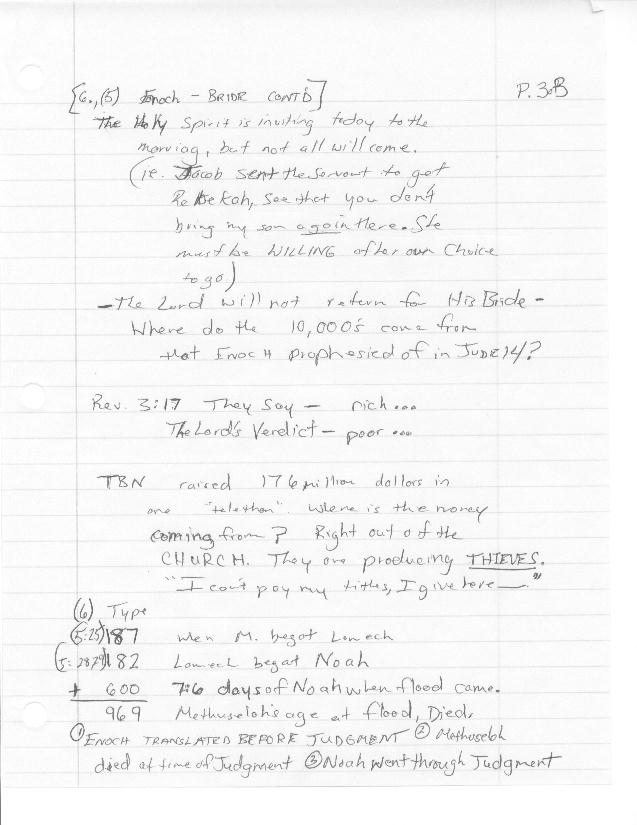 [6.,(5) Enoch - BRIDE CONT'D] P. 3B
The Holy Spirit is inviting today to the
marriag, but not all will come.
(ie. Jacob sent the servant to get
Rebekah, see that you don't
bring my son again there. She
must be WILLING after our Choice
to go.)
- The Lord will not return for His Bride -
Where do the 10,000's come from
that ENOCH prophesied of in JUDE 14?
Rev. 3:17 They Say - rich...
The Lord's Verdict - poor...
TBN raised 176 million dollars in
one "telethon". Where is the money
coming from? Right out of the
CHURCH. They are producing THIEVES.
"I can't pay my tithes, I give here —."
(6) Type
(5:25) 187 when M. begot Lamech
(5:28,29) 182 Lamech begat Noah
+ 600 7:6 days of Noah when flood came.
969 Methuselah's age at flood, Died.
① ENOCH TRANSLATED BEFORE JUDGMENT ② Methuselah
died at time of Judgment ③ Noah went through Judgment